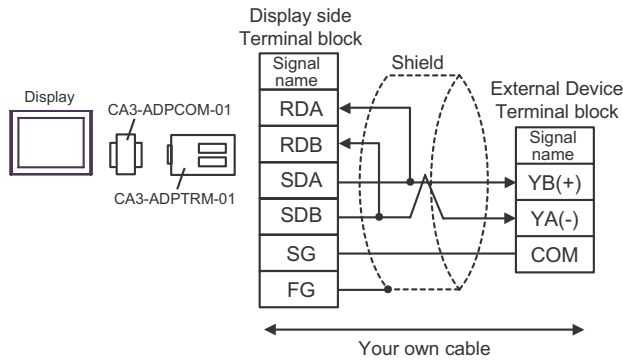 Display side
Terminal block
Display
CA3-ADPCOM-01
CA3-ADPTRM-01
Signal
name
RDA
RDB
SDA
SDB
SG
FG
Shield
External Device
Terminal block
Signal
name
YB(+)
YA(-)
COM
Your own cable